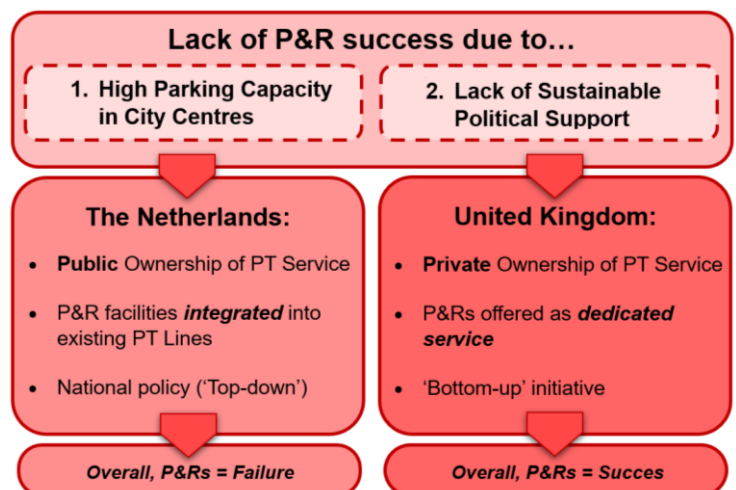 Lack of P&R success due to…
1. High Parking Capacity
in City Centres
2. Lack of Sustainable
Political Support
The Netherlands:
• Public Ownership of PT Service
• P&R facilities integrated into
existing PT Lines
• National policy (‘Top-down’)
Overall, P&Rs = Failure
United Kingdom:
• Private Ownership of PT Service
• P&Rs offered as dedicated
service
• ‘Bottom-up’ initiative
Overall, P&Rs = Succes